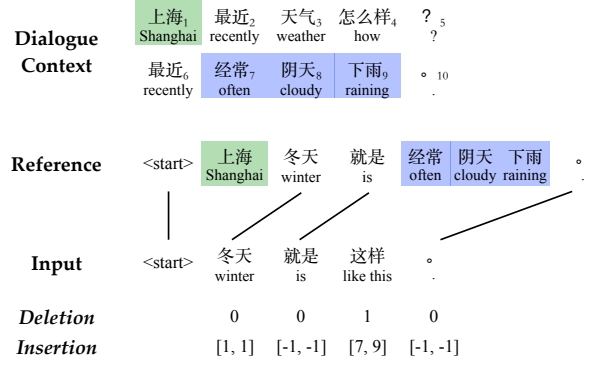 Dialogue Context
上海1 最近2 天气3 怎么样4 ？5
Shanghai recently weather how ?
最近6 经常7 阴天8 下雨9 。10
recently often cloudy raining .
Reference <start> 上海 冬天 就是 经常 阴天 下雨 。
Shanghai winter is often cloudy raining .
Input <start> 冬天 就是 这样 。
winter is like this .
Deletion 0 0 1 0
Insertion [1, 1] [-1, -1] [7, 9] [-1, -1]